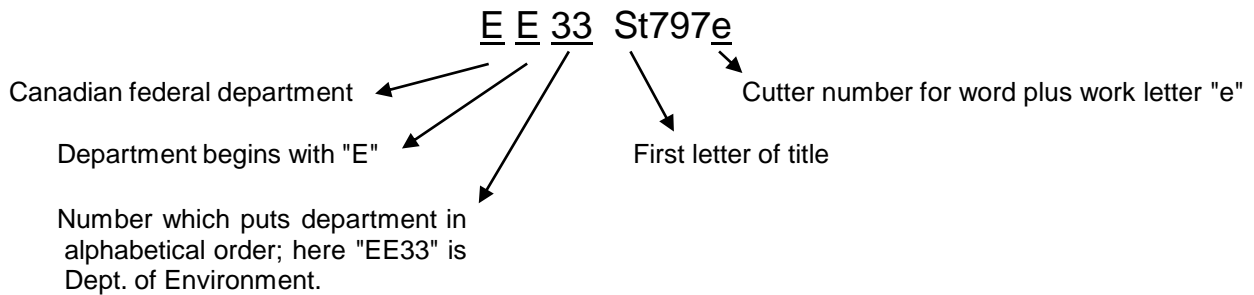 E E 33 St797e
Canadian federal department
Cutter number for word plus work letter "e"
Department begins with "E"
First letter of title
Number which puts department in
alphabetical order; here "EE33" is
Dept. of Environment.